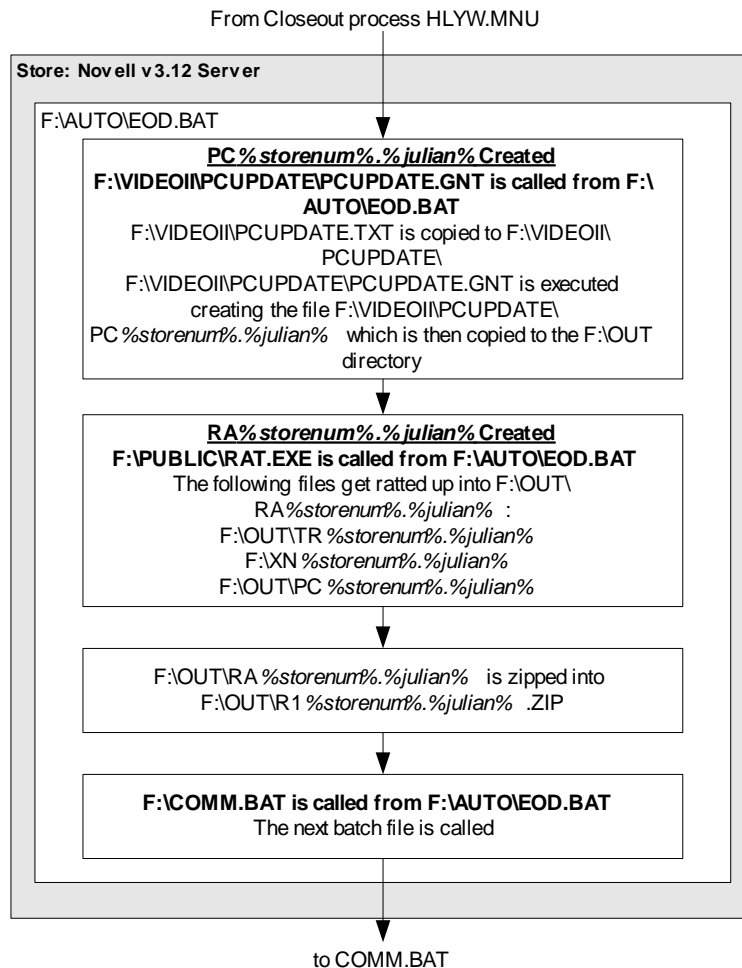 From Closeout process HLYW.MNU
Store: Novell v3.12 Server
F:\AUTO\EOD.BAT
PC%storenum%.%julian% Created
F:\VIDEOII\PCUPDATE\PCUPDATE.GNT is called from F:\
AUTO\EOD.BAT
F:\VIDEOII\PCUPDATE.TXT is copied to F:\VIDEOII\
PCUPDATE\
F:\VIDEOII\PCUPDATE\PCUPDATE.GNT is executed
creating the file F:\VIDEOII\PCUPDATE\
PC%storenum%.%julian% which is then copied to the F:\OUT
directory
RA%storenum%.%julian% Created
F:\PUBLIC\RAT.EXE is called from F:\AUTO\EOD.BAT
The following files get ratted up into F:\OUT\
RA%storenum%.%julian% :
F:\OUT\TR%storenum%.%julian%
F:\XN%storenum%.%julian%
F:\OUT\PC%storenum%.%julian%
F:\OUT\RA%storenum%.%julian% is zipped into
F:\OUT\R1%storenum%.%julian% .ZIP
F:\COMM.BAT is called from F:\AUTO\EOD.BAT
The next batch file is called
to COMM.BAT